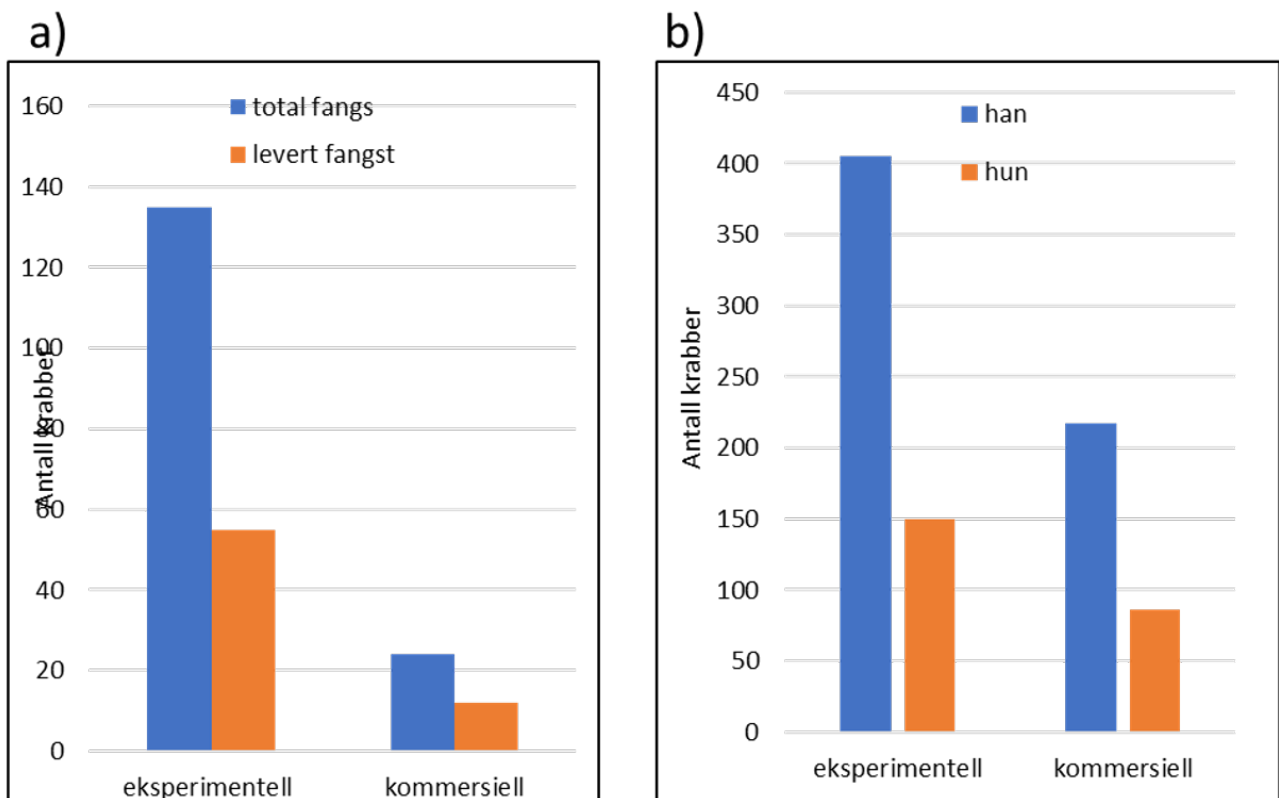 a)
total fangs
levert fangst
160
140
120
100
80
60
40
20
0
Antall krabber
eksperimentell
kommersiell
b)
han
hun
450
400
350
300
250
200
150
100
50
0
Antall krabber
eksperimentell
kommersiell